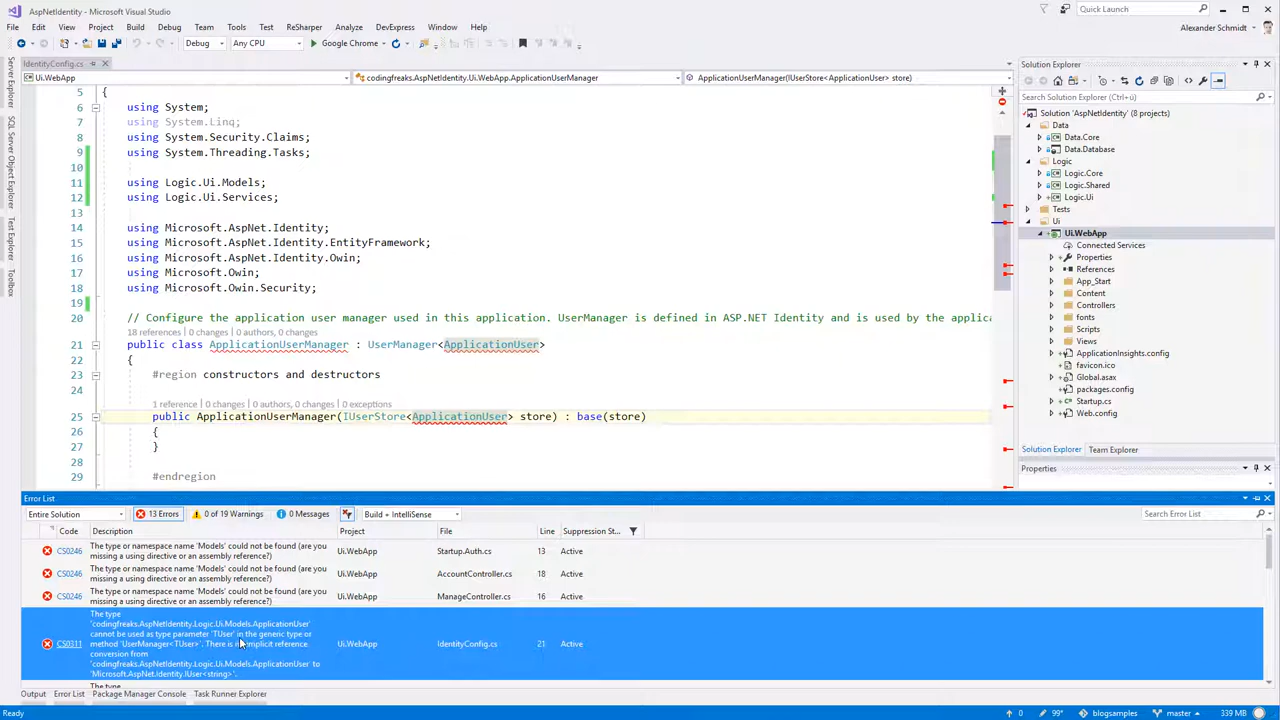 AspNetIdentity - Microsoft Visual Studio
Quick Launch
File Edit View Project Build Debug Team Tools Test ReSharper Analyze DevExpress Window Help
Alexander Schmidt
Debug Any CPU Google Chrome
IdentityConfig.cs
Ui.WebApp codingfreaks.AspNetIdentity.Ui.WebApp.ApplicationUserManager ApplicationUserManager(IUserStore<ApplicationUser> store)
Server Explorer
SQL Server Object Explorer
Test Explorer
Toolbox
5 {
6 using System;
7 using System.Linq;
8 using System.Security.Claims;
9 using System.Threading.Tasks;
10
11 using Logic.Ui.Models;
12 using Logic.Ui.Services;
13
14 using Microsoft.AspNet.Identity;
15 using Microsoft.AspNet.Identity.EntityFramework;
16 using Microsoft.AspNet.Identity.Owin;
17 using Microsoft.Owin;
18 using Microsoft.Owin.Security;
19
20 // Configure the application user manager used in this application. UserManager is defined in ASP.NET Identity and is used by the applica
18 references | 0 changes | 0 authors, 0 changes
21 public class ApplicationUserManager : UserManager<ApplicationUser>
22 {
23 #region constructors and destructors
24
1 reference | 0 changes | 0 authors, 0 changes | 0 exceptions
25 public ApplicationUserManager(IUserStore<ApplicationUser> store) : base(store)
26 {
27 }
28
29 #endregion
Solution Explorer
Search Solution Explorer (Ctrl+ü)
Solution 'AspNetIdentity' (8 projects)
Data
Data.Core
Data.Database
Logic
Logic.Core
Logic.Shared
Logic.Ui
Tests
Ui
Ui.WebApp
Connected Services
Properties
References
App_Start
Content
Controllers
fonts
Scripts
Views
ApplicationInsights.config
favicon.ico
Global.asax
packages.config
Startup.cs
Web.config
Solution Explorer Team Explorer
Properties
Error List
Entire Solution 13 Errors 0 of 19 Warnings 0 Messages Build + IntelliSense Search Error List
Code Description Project File Line Suppression St...
CS0246 The type or namespace name 'Models' could not be found (are you
missing a using directive or an assembly reference?) Ui.WebApp Startup.Auth.cs 13 Active
CS0246 The type or namespace name 'Models' could not be found (are you
missing a using directive or an assembly reference?) Ui.WebApp AccountController.cs 18 Active
CS0246 The type or namespace name 'Models' could not be found (are you
missing a using directive or an assembly reference?) Ui.WebApp ManageController.cs 16 Active
The type
'codingfreaks.AspNetIdentity.Logic.Ui.Models.ApplicationUser'
cannot be used as type parameter 'TUser' in the generic type or
CS0311 method 'UserManager<TUser>'. There is implicit reference Ui.WebApp IdentityConfig.cs 21 Active
conversion from
'codingfreaks.AspNetIdentity.Logic.Ui.Models.ApplicationUser' to
'Microsoft.AspNet.Identity.IUser<string>'.
The type
Output Error List Package Manager Console Task Runner Explorer
Ready 0 99* blogsamples master 339 MB